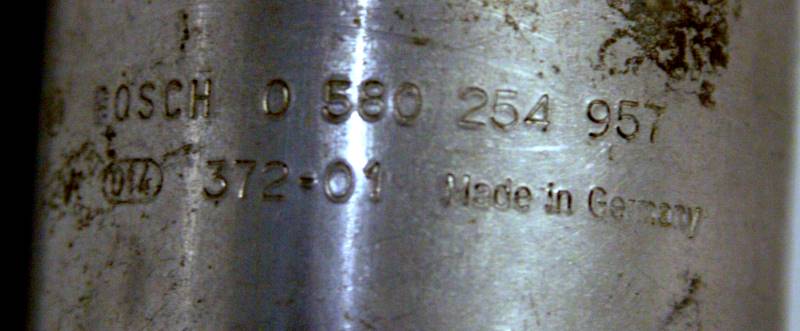 BOSCH 0 580 254 957
014 372-01 Made in Germany